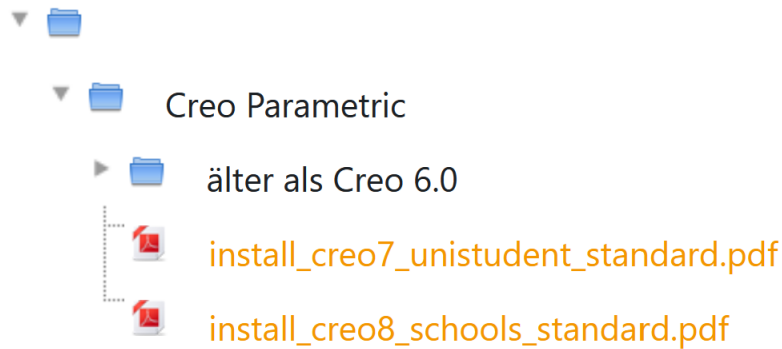 Creo Parametric
älter als Creo 6.0
install_creo7_unistudent_standard.pdf
install_creo8_schools_standard.pdf